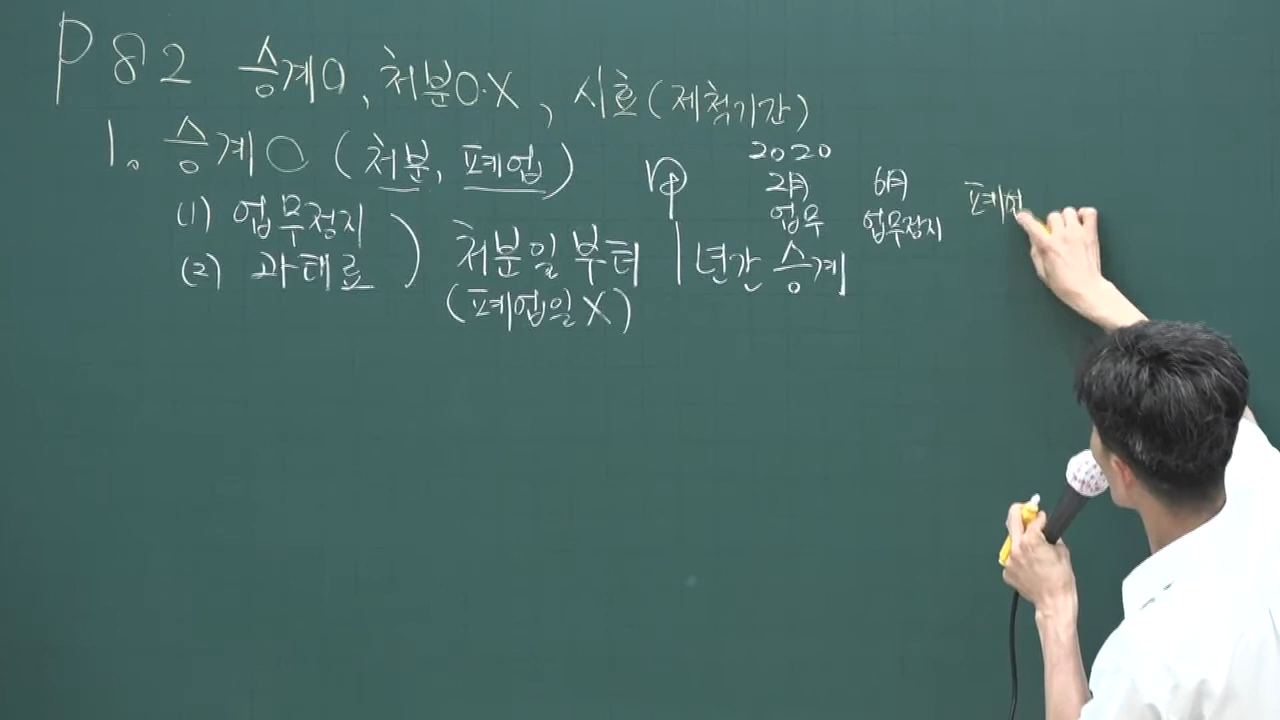 P 82 승계O, 처분O·X, 시효(제척기간)
1. 승계O (처분, 폐업)
(1) 업무정지
(2) 과태료
) 처분일부터 1년간 승계
(폐업일X)
2020
2月 6月
업무 업무정지 폐업